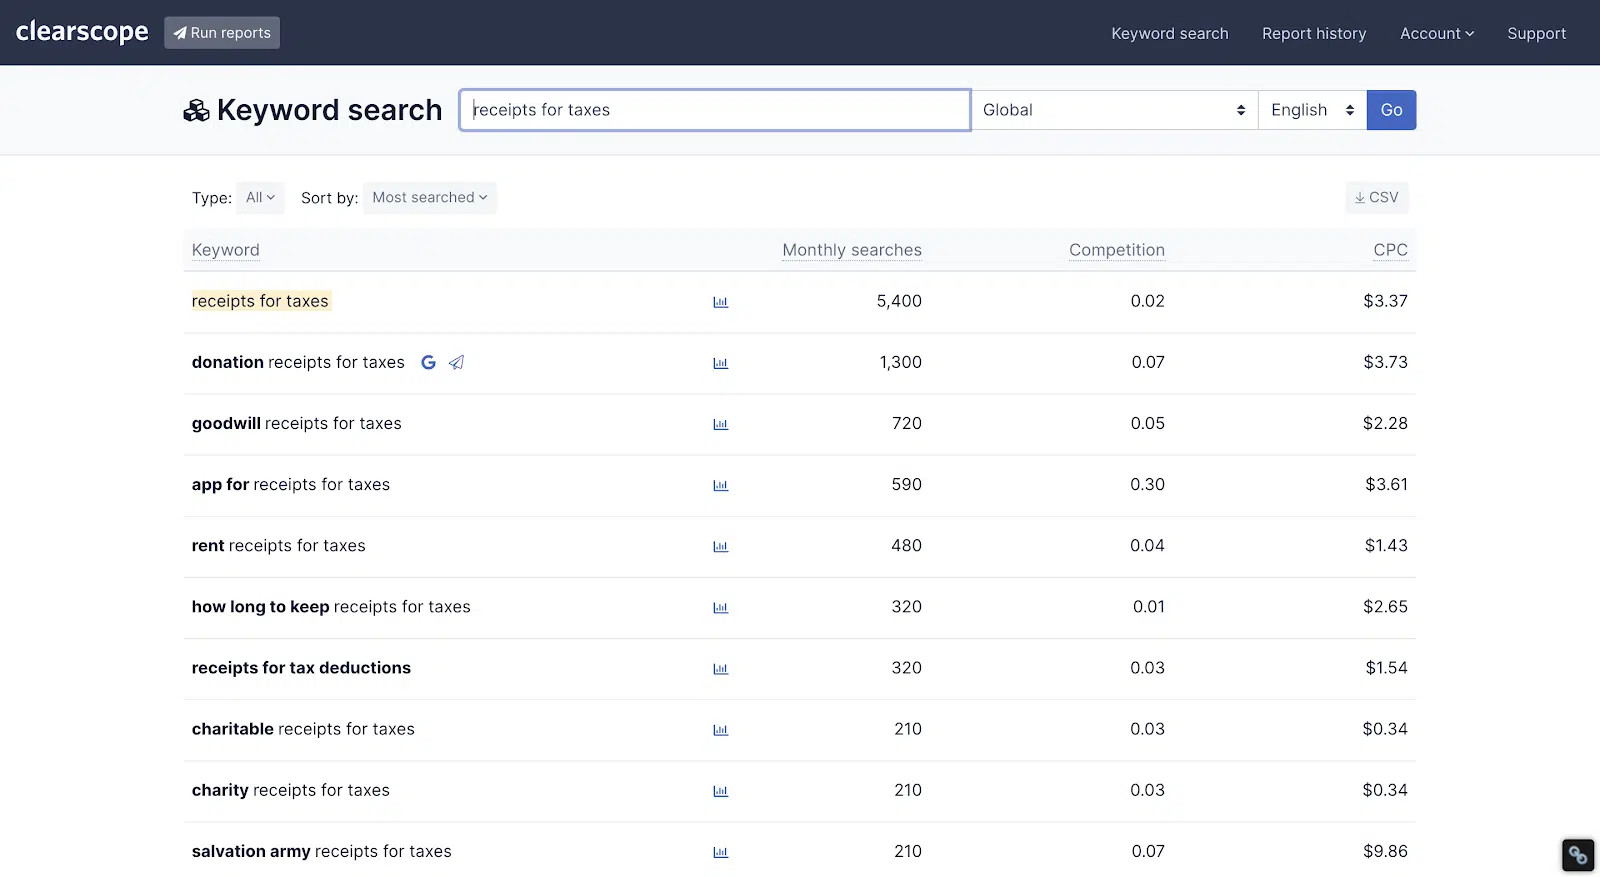 clearscope Run reports Keyword search Report history Account Support
Keyword search receipts for taxes Global English Go
Type: All Sort by: Most searched CSV
Keyword Monthly searches Competition CPC
receipts for taxes 5,400 0.02 $3.37
donation receipts for taxes G 1,300 0.07 $3.73
goodwill receipts for taxes 720 0.05 $2.28
app for receipts for taxes 590 0.30 $3.61
rent receipts for taxes 480 0.04 $1.43
how long to keep receipts for taxes 320 0.01 $2.65
receipts for tax deductions 320 0.03 $1.54
charitable receipts for taxes 210 0.03 $0.34
charity receipts for taxes 210 0.03 $0.34
salvation army receipts for taxes 210 0.07 $9.86